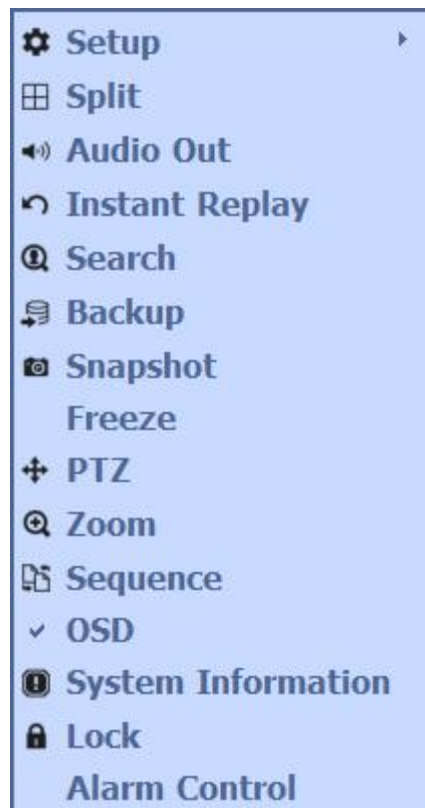 Setup
Split
Audio Out
Instant Replay
Search
Backup
Snapshot
Freeze
PTZ
Zoom
Sequence
OSD
System Information
Lock
Alarm Control